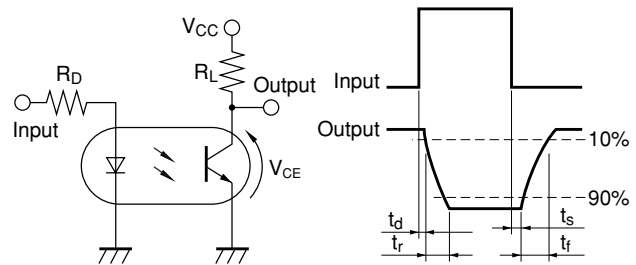 V_CC
R_D
R_L
Output
Input
V_CE
Input
Output
10%
90%
t_d
t_s
t_r
t_f